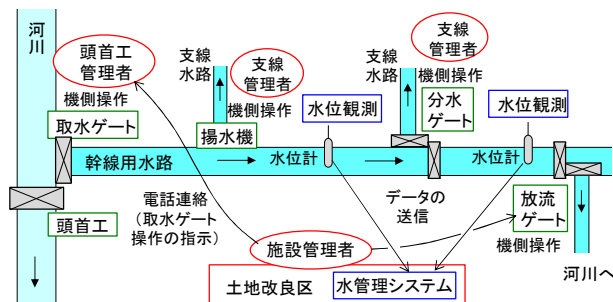 河川
頭首工
管理者
機側操作
取水ゲート
支線
水路
支線
管理者
機側操作
揚水機
水位観測
支線
水路
支線
管理者
機側操作
分水
ゲート
水位観測
幹線用水路
水位計
水位計
頭首工
電話連絡
(取水ゲート
操作の指示)
データの
送信
放流
ゲート
機側操作
施設管理者
土地改良区
水管理システム
河川へ